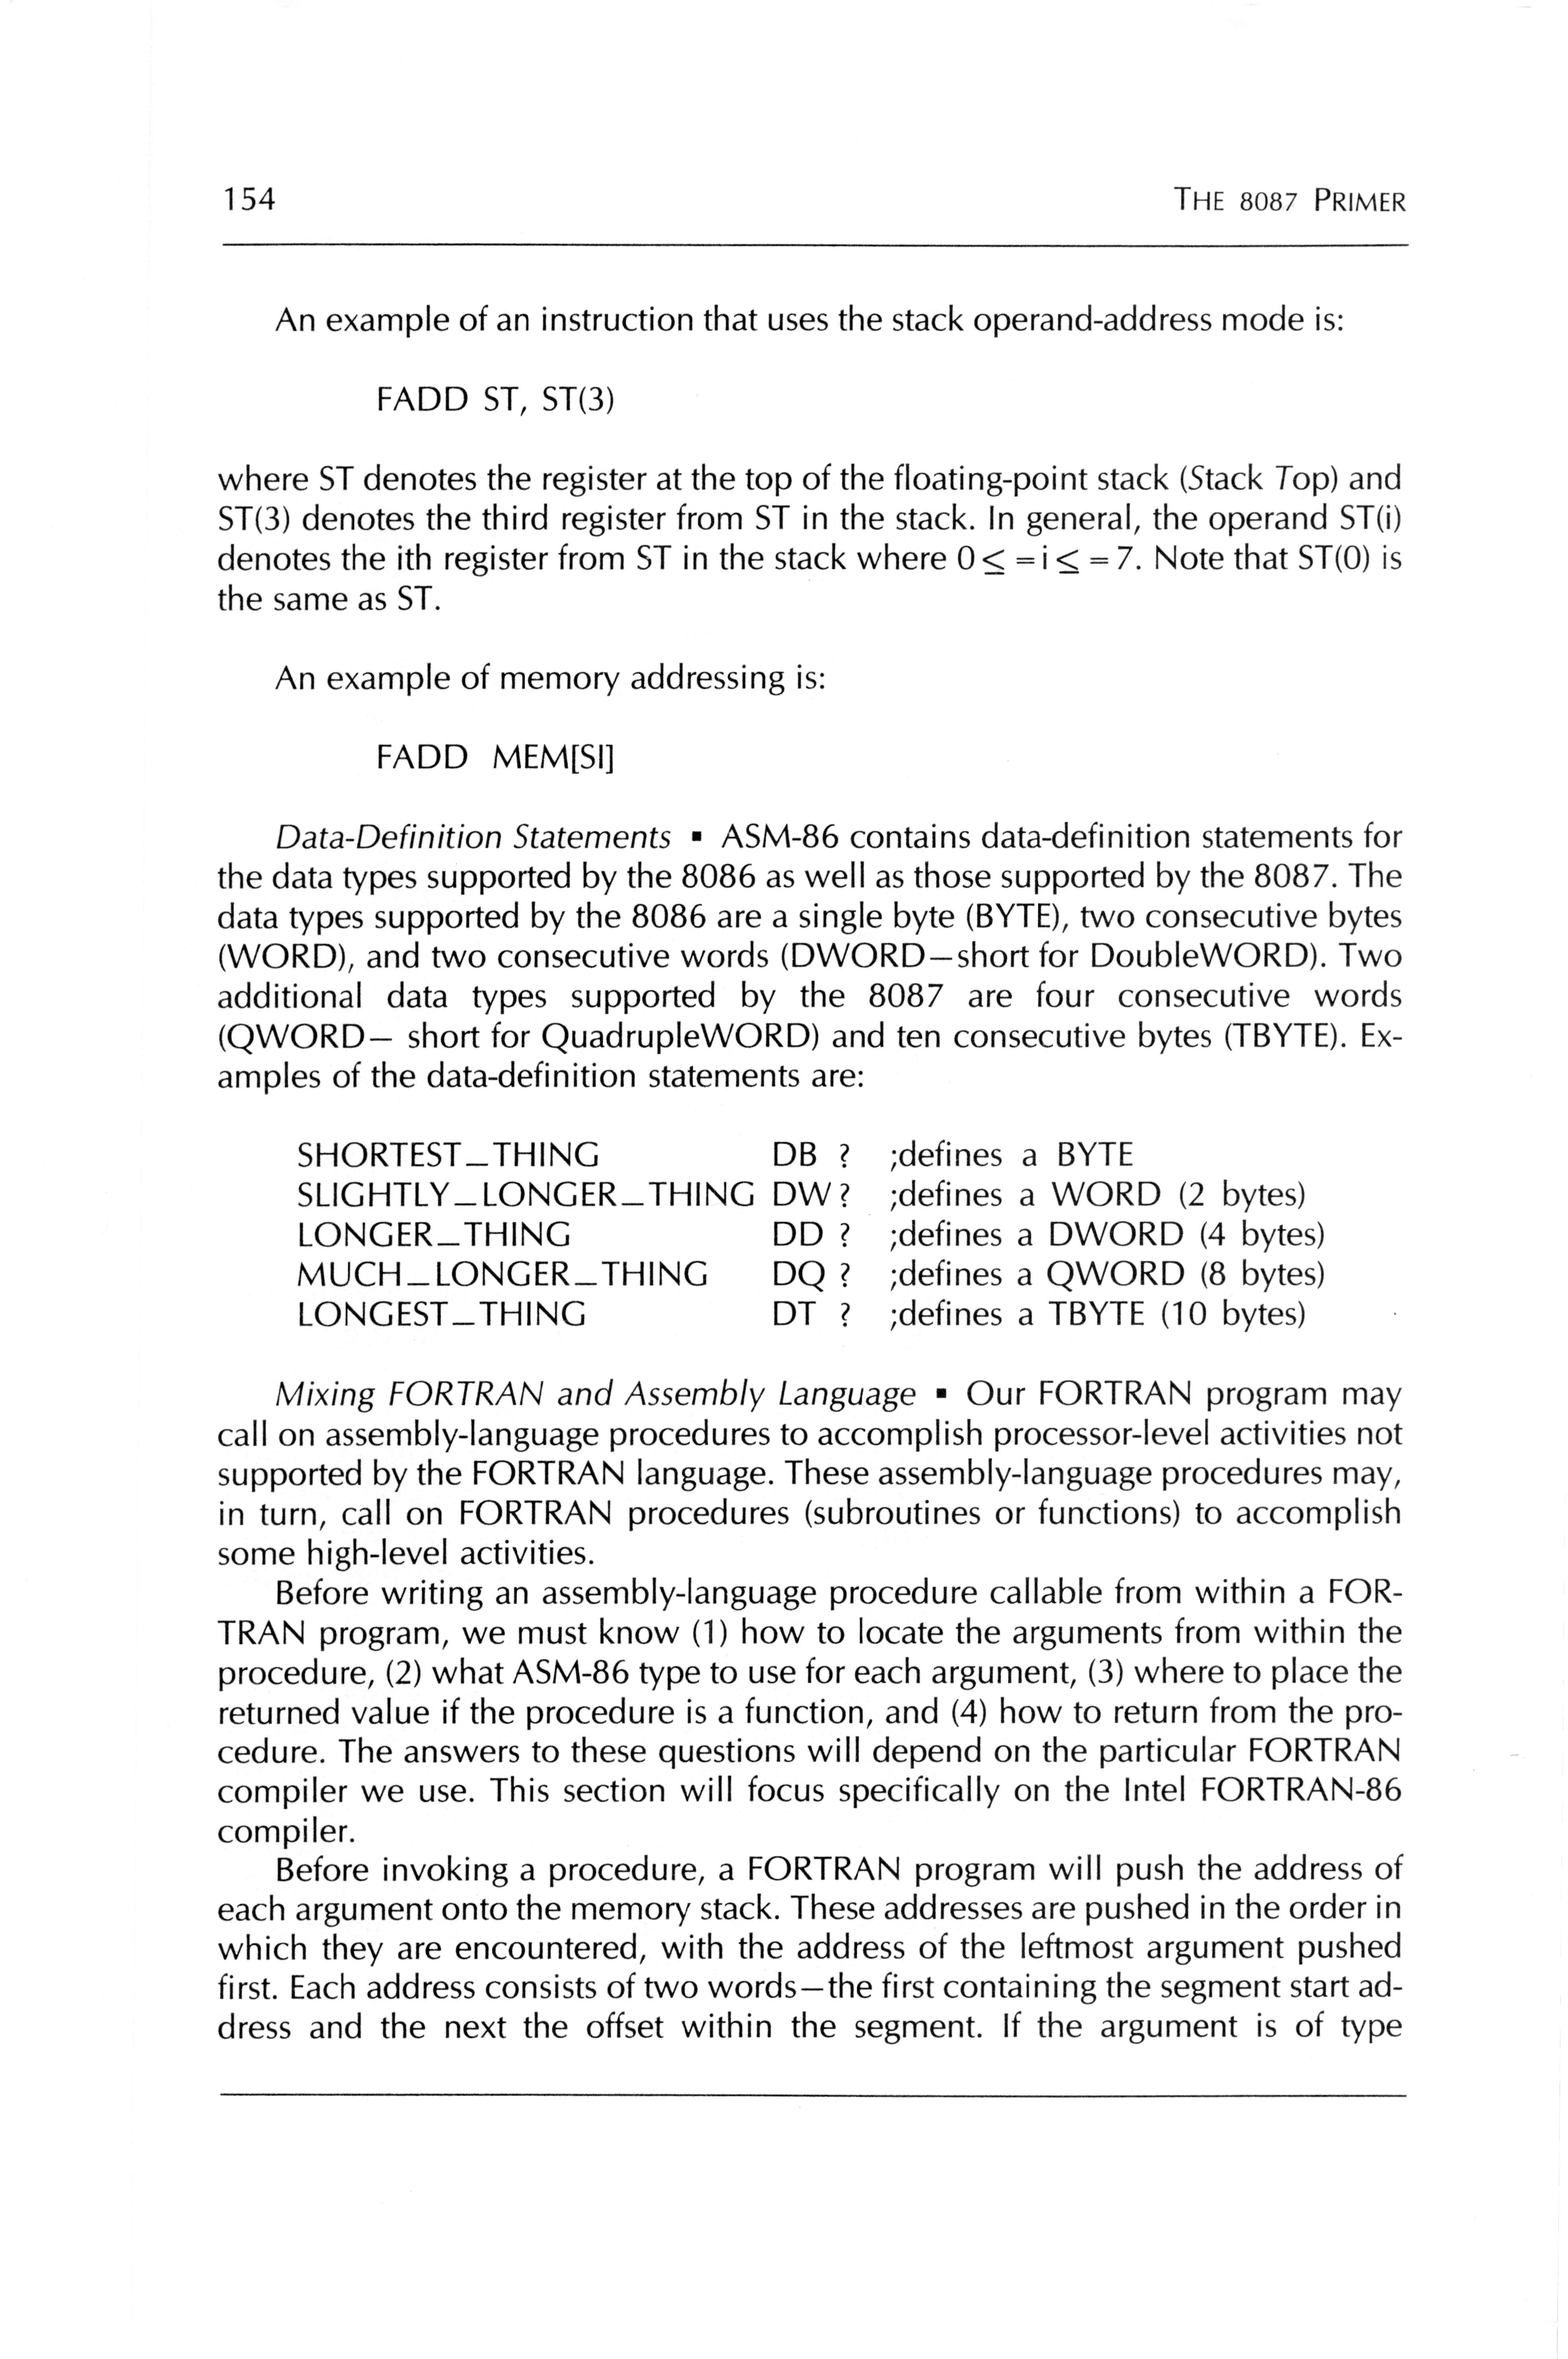 154 THE 8087 PRIMER
An example of an instruction that uses the stack operand-address mode is:
FADD ST, ST(3)
where ST denotes the register at the top of the floating-point stack (Stack Top) and
ST(3) denotes the third register from ST in the stack. In general, the operand ST(i)
denotes the ith register from ST in the stack where 0 ≤ = i ≤ = 7. Note that ST(0) is
the same as ST.
An example of memory addressing is:
FADD MEM[SI]
Data-Definition Statements ▪ ASM-86 contains data-definition statements for
the data types supported by the 8086 as well as those supported by the 8087. The
data types supported by the 8086 are a single byte (BYTE), two consecutive bytes
(WORD), and two consecutive words (DWORD—short for DoubleWORD). Two
additional data types supported by the 8087 are four consecutive words
(QWORD— short for QuadrupleWORD) and ten consecutive bytes (TBYTE). Ex-
amples of the data-definition statements are:
SHORTEST_THING DB ? ;defines a BYTE
SLIGHTLY_LONGER_THING DW ? ;defines a WORD (2 bytes)
LONGER_THING DD ? ;defines a DWORD (4 bytes)
MUCH_LONGER_THING DQ ? ;defines a QWORD (8 bytes)
LONGEST_THING DT ? ;defines a TBYTE (10 bytes)
Mixing FORTRAN and Assembly Language ▪ Our FORTRAN program may
call on assembly-language procedures to accomplish processor-level activities not
supported by the FORTRAN language. These assembly-language procedures may,
in turn, call on FORTRAN procedures (subroutines or functions) to accomplish
some high-level activities.
Before writing an assembly-language procedure callable from within a FOR-
TRAN program, we must know (1) how to locate the arguments from within the
procedure, (2) what ASM-86 type to use for each argument, (3) where to place the
returned value if the procedure is a function, and (4) how to return from the pro-
cedure. The answers to these questions will depend on the particular FORTRAN
compiler we use. This section will focus specifically on the Intel FORTRAN-86
compiler.
Before invoking a procedure, a FORTRAN program will push the address of
each argument onto the memory stack. These addresses are pushed in the order in
which they are encountered, with the address of the leftmost argument pushed
first. Each address consists of two words—the first containing the segment start ad-
dress and the next the offset within the segment. If the argument is of type